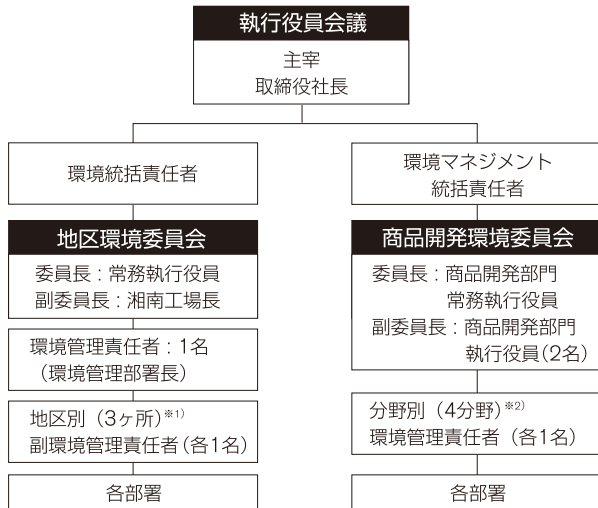 執行役員会議
主宰
取締役社長
環境統括責任者
地区環境委員会
委員長：常務執行役員
副委員長：湘南工場長
環境管理責任者：1名
（環境管理部署長）
地区別（3ヶ所）※1）
副環境管理責任者（各1名）
各部署
環境マネジメント
統括責任者
商品開発環境委員会
委員長：商品開発部門
常務執行役員
副委員長：商品開発部門
執行役員（2名）
分野別（4分野）※2）
環境管理責任者（各1名）
各部署